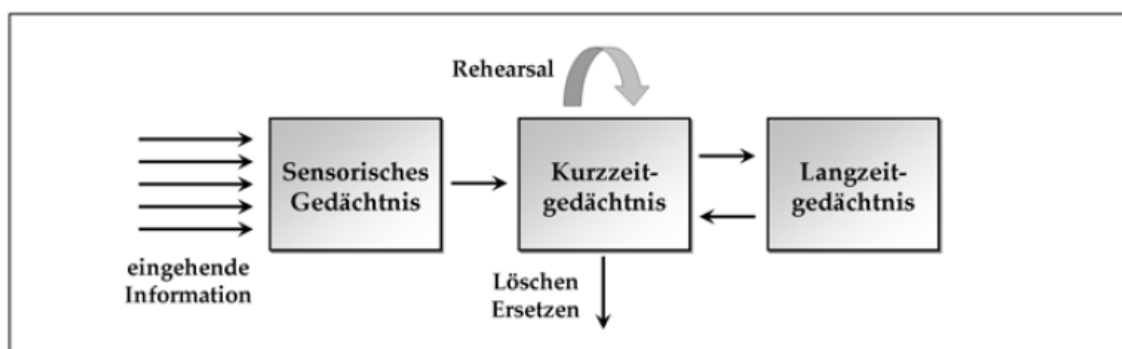 Rehearsal
Sensorisches
Gedächtnis
Kurzzeit-
gedächtnis
Langzeit-
gedächtnis
eingehende
Information
Löschen
Ersetzen